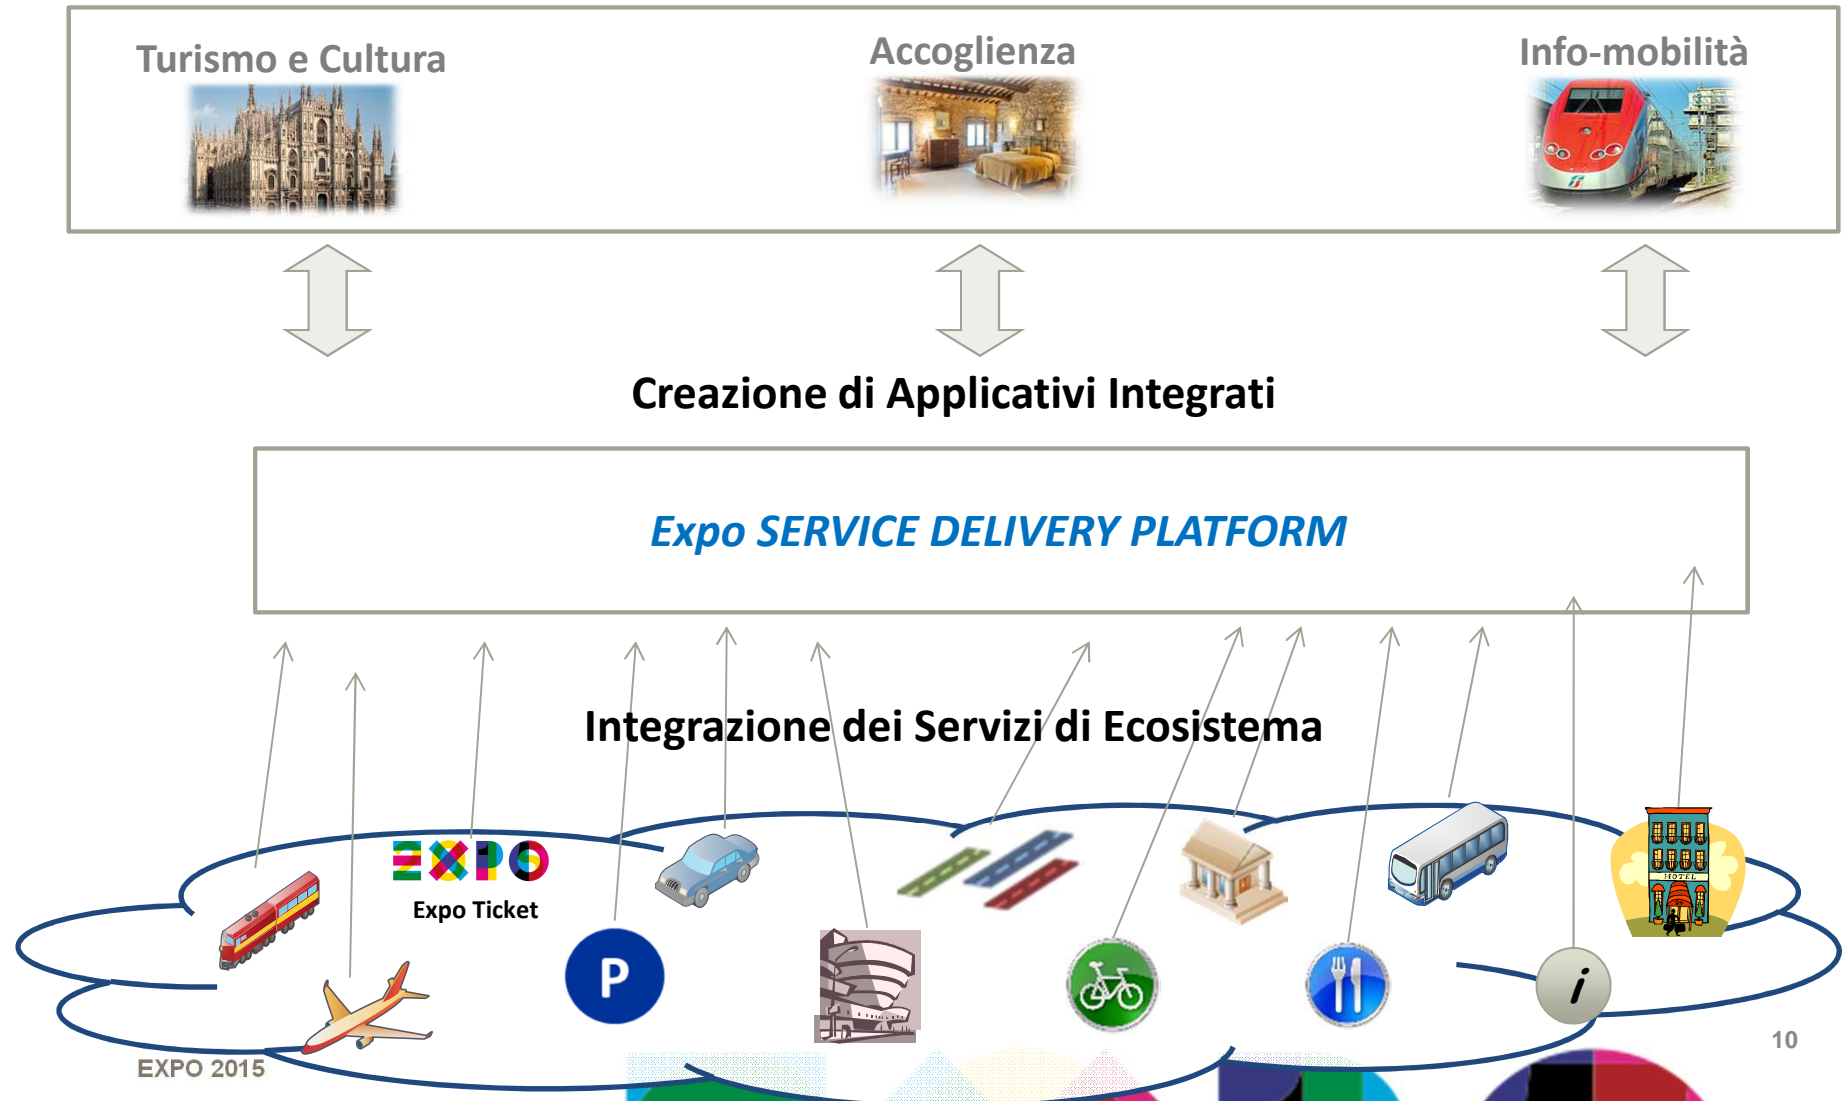 Turismo e Cultura
Accoglienza
Info-mobilità
Creazione di Applicativi Integrati
Expo SERVICE DELIVERY PLATFORM
Integrazione dei Servizi di Ecosistema
EXPO
Expo Ticket
HOTEL
P
i
EXPO 2015
10